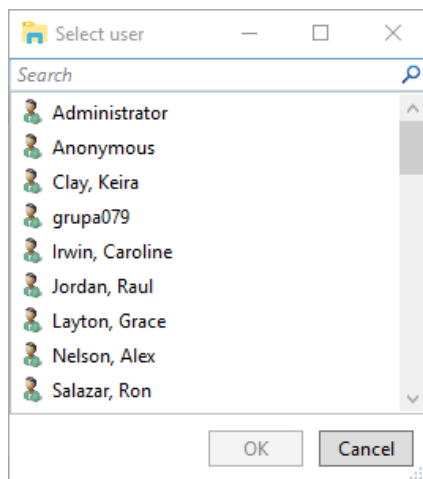 Select user
Search
Administrator
Anonymous
Clay, Keira
grupa079
Irwin, Caroline
Jordan, Raul
Layton, Grace
Nelson, Alex
Salazar, Ron
OK Cancel